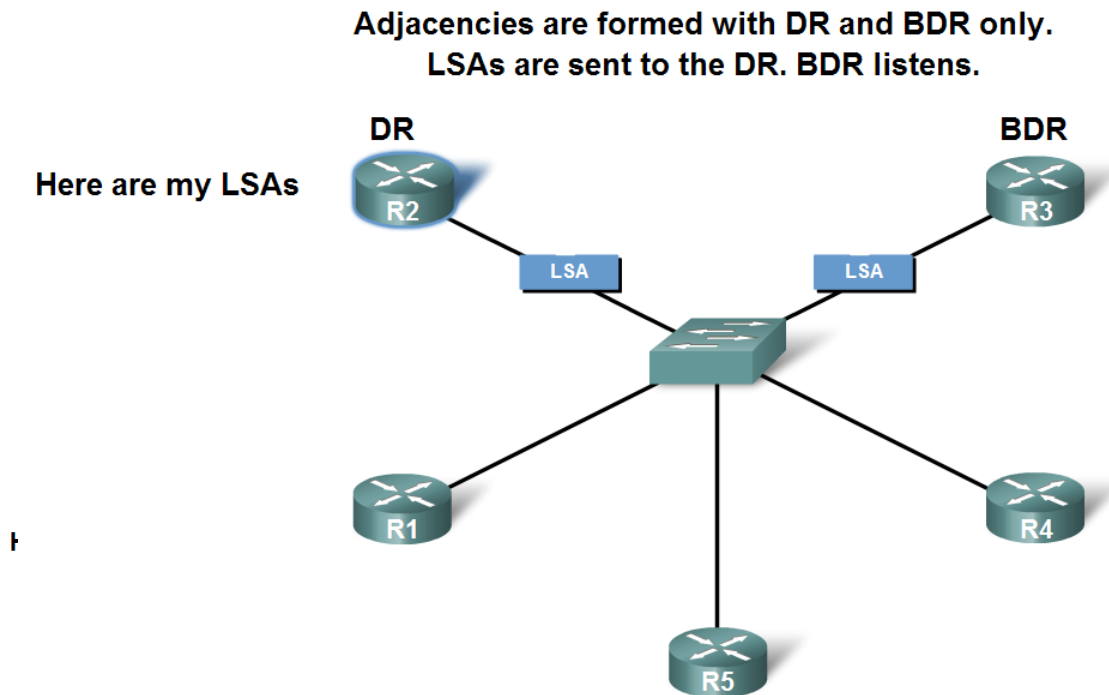 Adjacencies are formed with DR and BDR only.
LSAs are sent to the DR. BDR listens.
DR
BDR
Here are my LSAs
R2
R3
LSA
LSA
R1
R4
R5